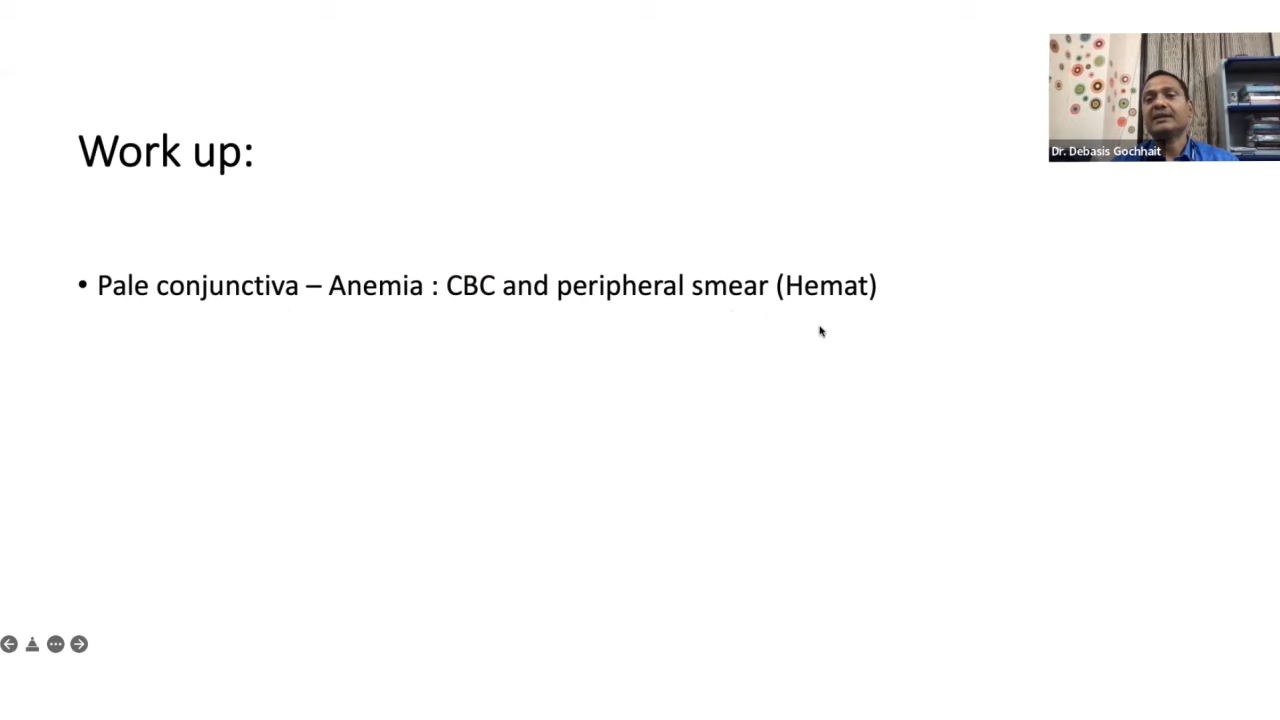 Dr. Debasis Gochhait
Work up:
• Pale conjunctiva – Anemia : CBC and peripheral smear (Hemat)